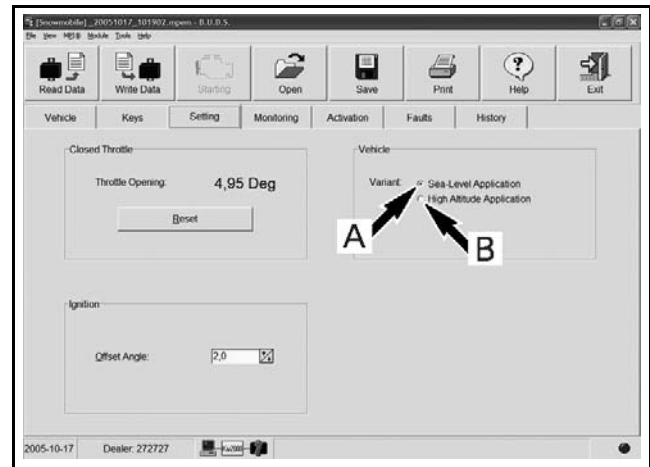 [Snowmobile] _20051017_101902.mpem - B.U.D.S.
File View MPEM Module Tools Help
Read Data Write Data Starting Open Save Print Help Exit
Vehicle Keys Setting Monitoring Activation Faults History
Closed Throttle
Throttle Opening: 4,95 Deg
Reset
Vehicle
Variant: Sea-Level Application
High Altitude Application
A
B
Ignition
Offset Angle: 2,0
2005-10-17 Dealer: 272727 Kw2000